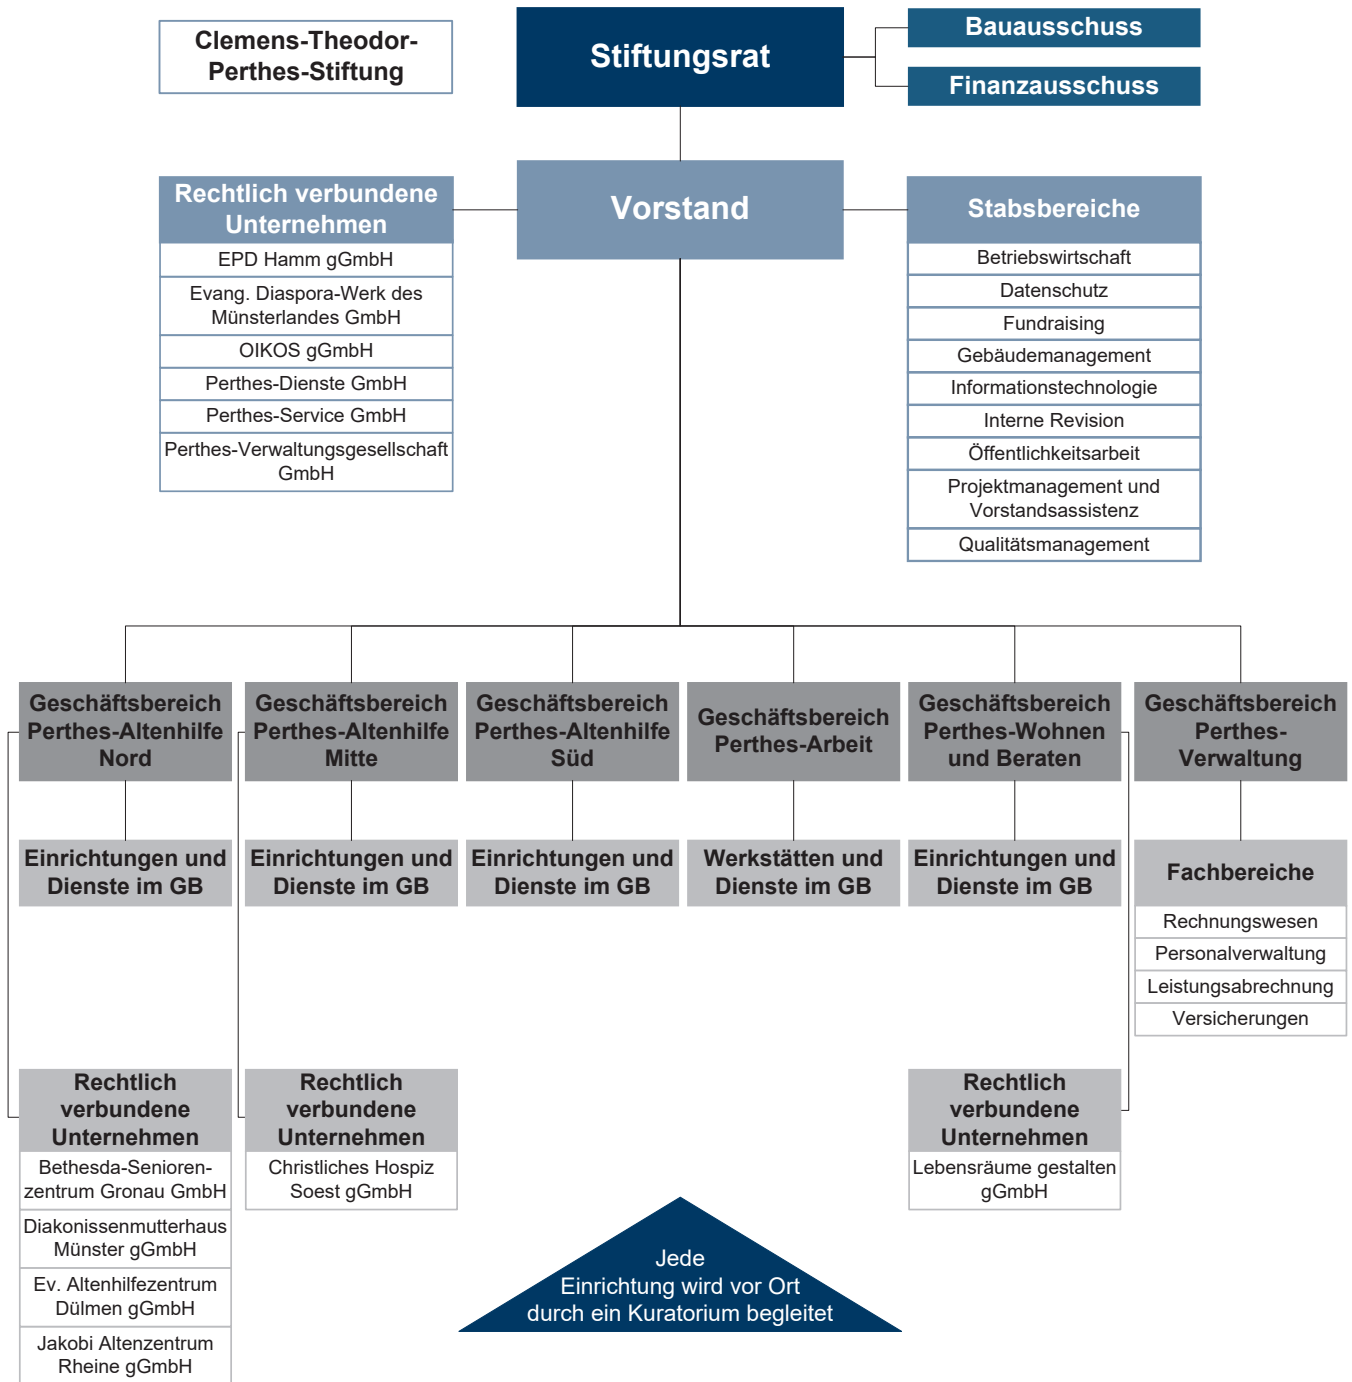 Clemens-Theodor-
Perthes-Stiftung
Stiftungsrat
Bauausschuss
Finanzausschuss
Rechtlich verbundene
Unternehmen
EPD Hamm gGmbH
Evang. Diaspora-Werk des
Münsterlandes GmbH
OIKOS gGmbH
Perthes-Dienste GmbH
Perthes-Service GmbH
Perthes-Verwaltungsgesellschaft
GmbH
Vorstand
Stabsbereiche
Betriebswirtschaft
Datenschutz
Fundraising
Gebäudemanagement
Informationstechnologie
Interne Revision
Öffentlichkeitsarbeit
Projektmanagement und
Vorstandsassistenz
Qualitätsmanagement
Geschäftsbereich
Perthes-Altenhilfe
Nord
Geschäftsbereich
Perthes-Altenhilfe
Mitte
Geschäftsbereich
Perthes-Altenhilfe
Süd
Geschäftsbereich
Perthes-Arbeit
Geschäftsbereich
Perthes-Wohnen
und Beraten
Geschäftsbereich
Perthes-
Verwaltung
Einrichtungen und
Dienste im GB
Einrichtungen und
Dienste im GB
Einrichtungen und
Dienste im GB
Werkstätten und
Dienste im GB
Einrichtungen und
Dienste im GB
Fachbereiche
Rechnungswesen
Personalverwaltung
Leistungsabrechnung
Versicherungen
Rechtlich
verbundene
Unternehmen
Bethesda-Senioren-
zentrum Gronau GmbH
Diakonissenmutterhaus
Münster gGmbH
Ev. Altenhilfezentrum
Dülmen gGmbH
Jakobi Altenzentrum
Rheine gGmbH
Rechtlich
verbundene
Unternehmen
Christliches Hospiz
Soest gGmbH
Rechtlich
verbundene
Unternehmen
Lebensräume gestalten
gGmbH
Jede
Einrichtung wird vor Ort
durch ein Kuratorium begleitet